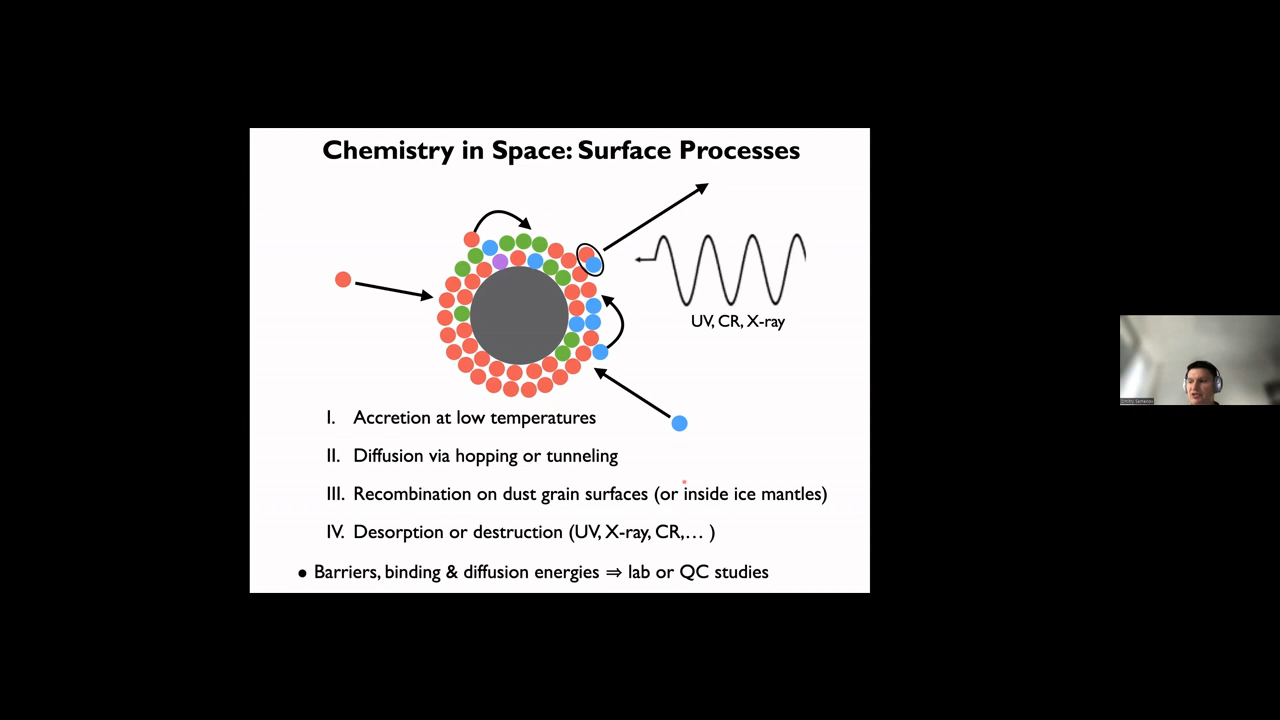 Chemistry in Space: Surface Processes
UV, CR, X-ray
I. Accretion at low temperatures
II. Diffusion via hopping or tunneling
III. Recombination on dust grain surfaces (or inside ice mantles)
IV. Desorption or destruction (UV, X-ray, CR,… )
• Barriers, binding & diffusion energies ⇒ lab or QC studies